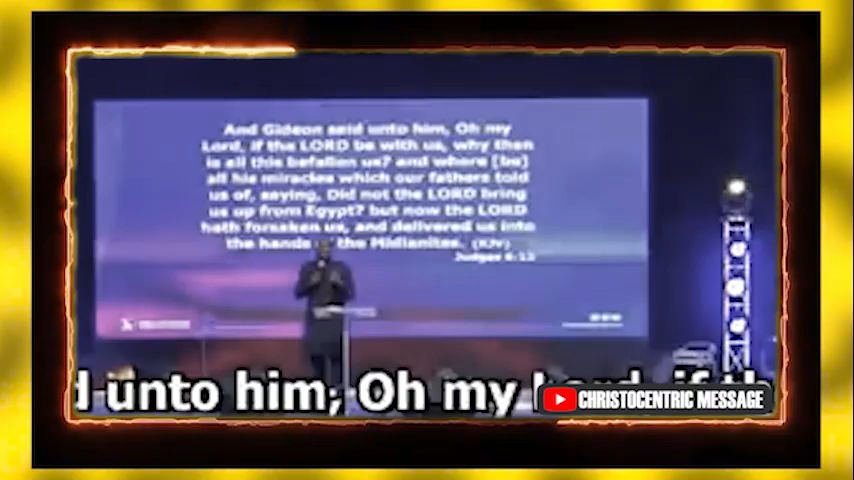 And Gideon said unto him, Oh my
Lord, if the LORD be with us, why then
is all this befallen us? and where [be]
all his miracles which our fathers told
us of, saying, Did not the LORD bring
us up from Egypt? but now the LORD
hath forsaken us, and delivered us into
the hands the Midianites. (KJV)
Judges 6:13
d unto him, Oh my
CHRISTOCENTRIC MESSAGE